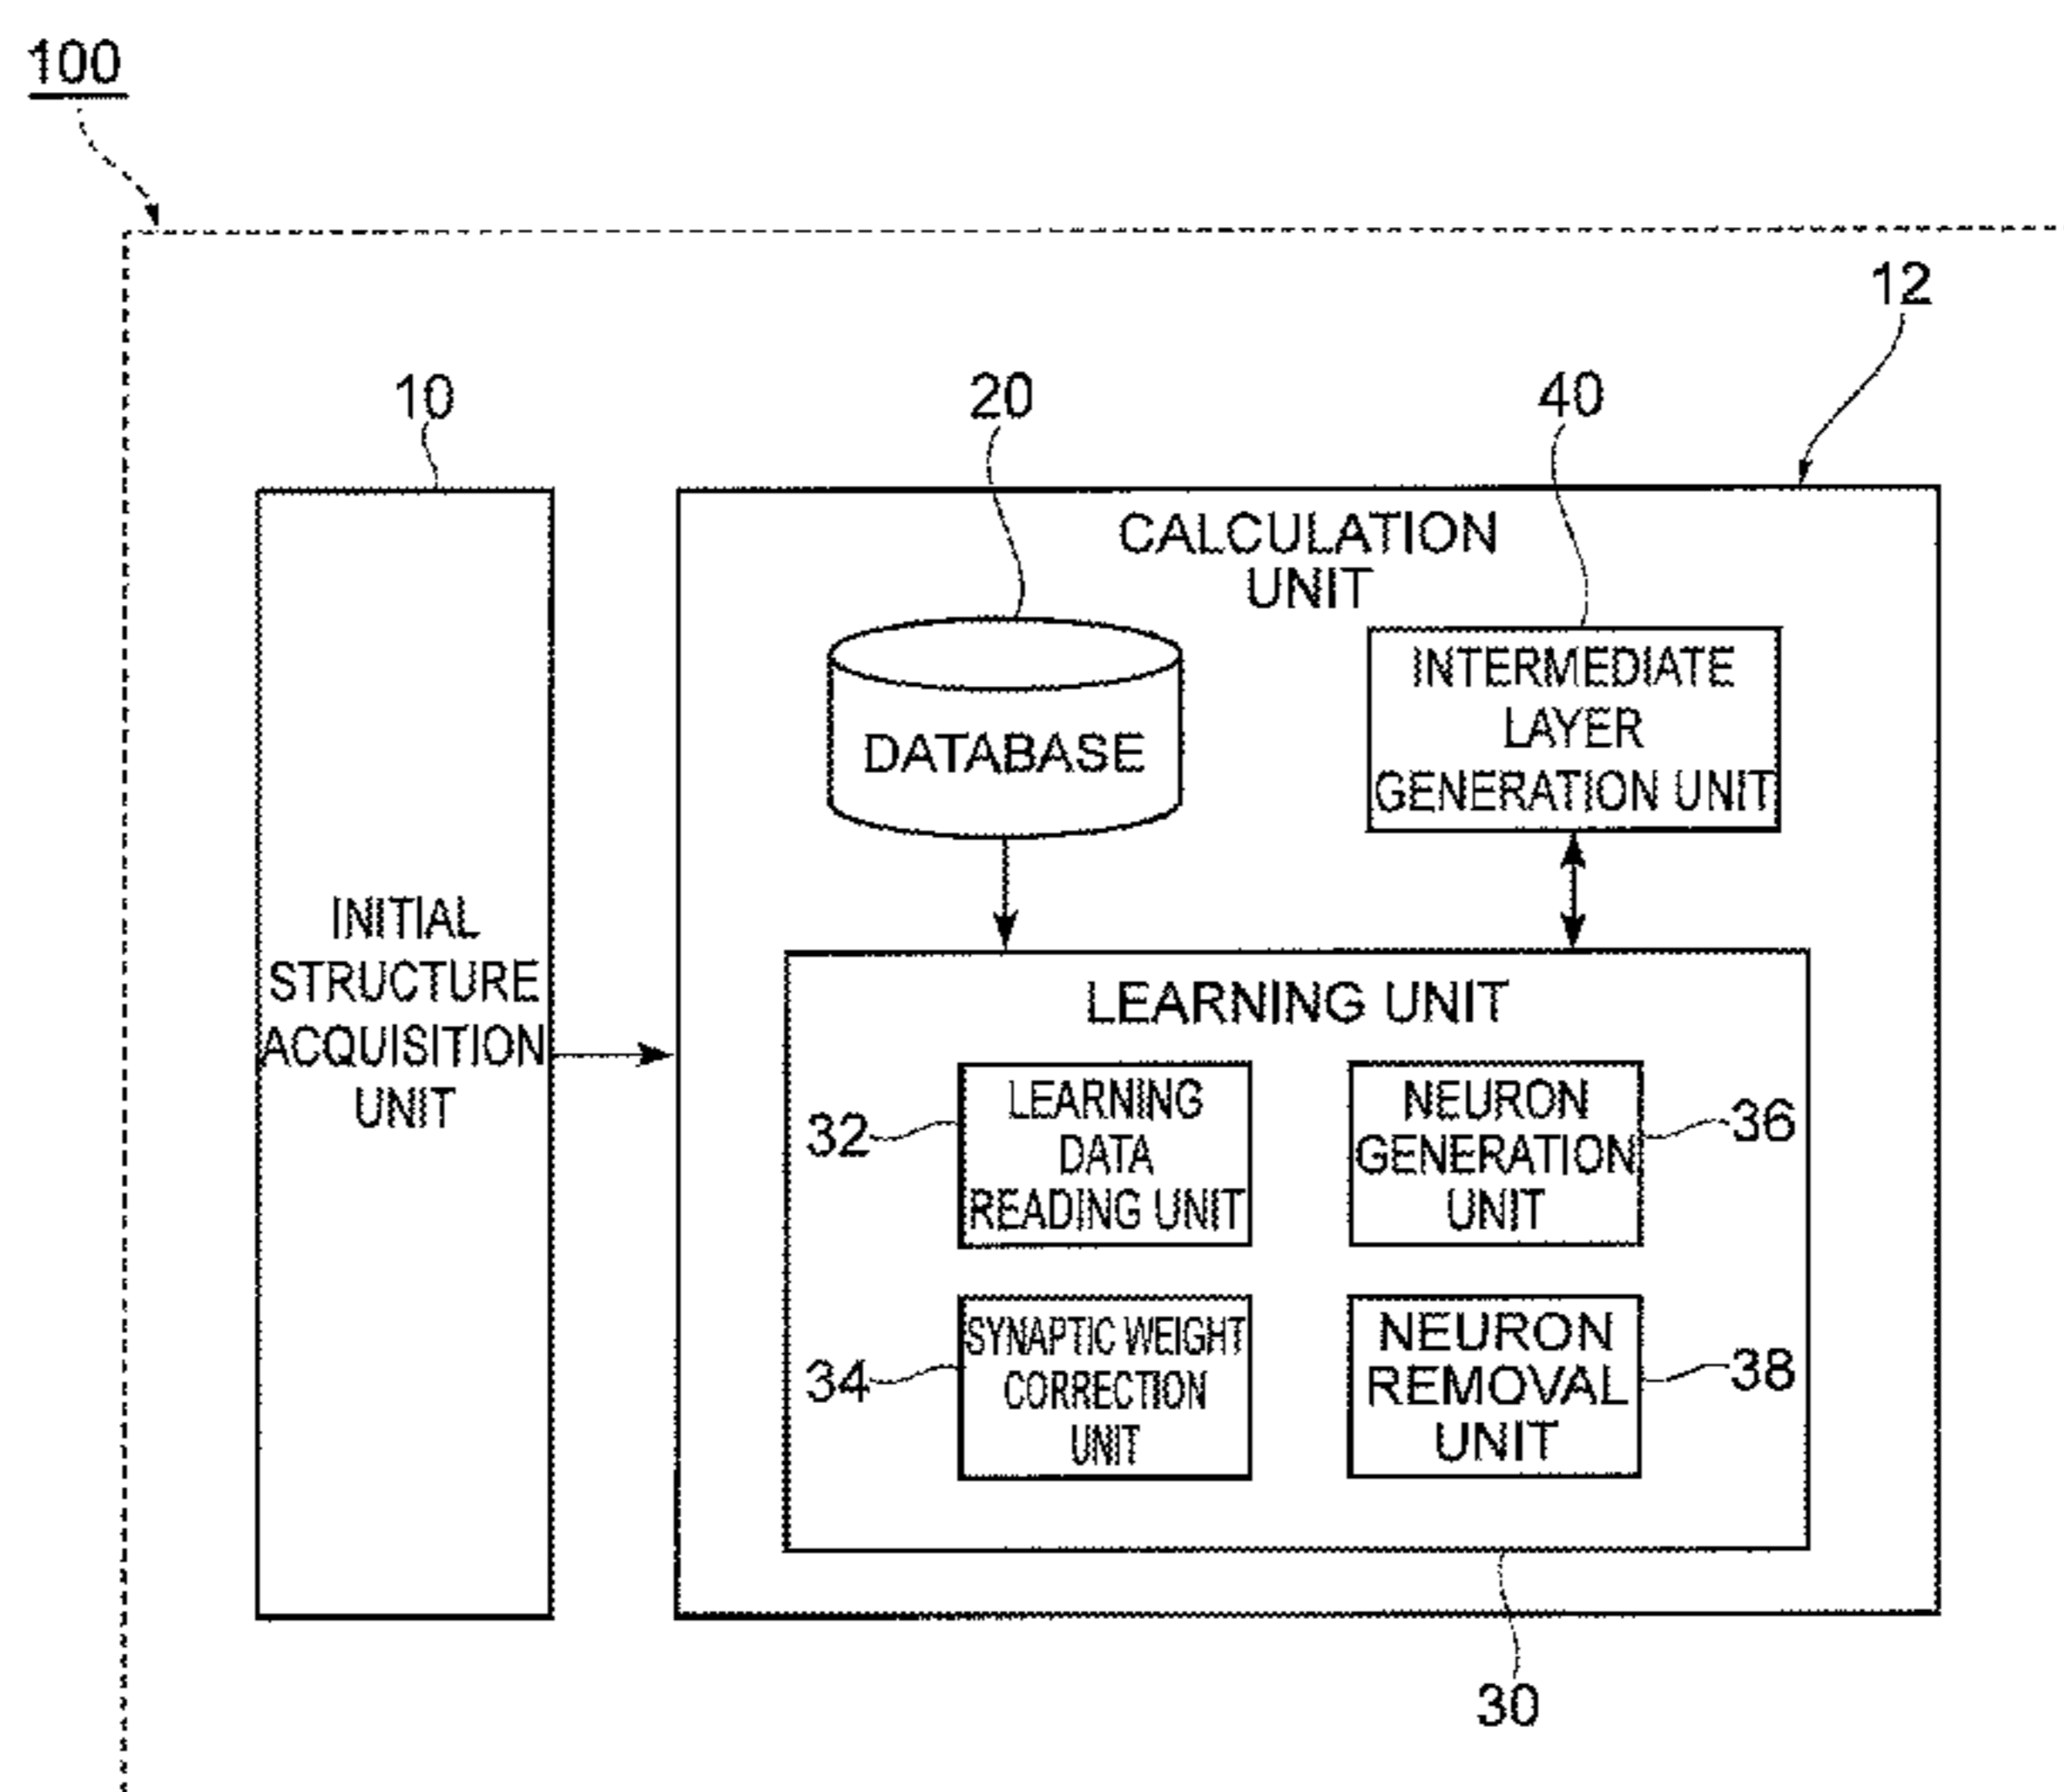 100
12
10
20
40
CALCULATION
UNIT
INTERMEDIATE
LAYER
GENERATION UNIT
DATABASE
INITIAL
STRUCTURE
ACQUISITION
UNIT
LEARNING UNIT
32
LEARNING
DATA
READING UNIT
NEURON
GENERATION
UNIT
36
34
SYNAPTIC WEIGHT
CORRECTION
UNIT
NEURON
REMOVAL
UNIT
38
30